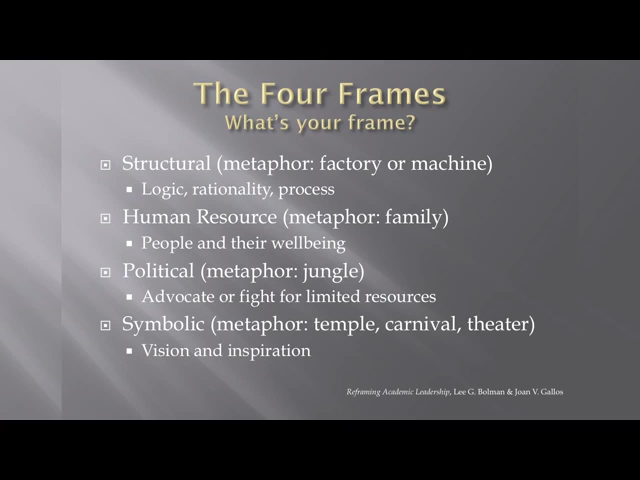 The Four Frames
What's your frame?
Structural (metaphor: factory or machine)
Logic, rationality, process
Human Resource (metaphor: family)
People and their wellbeing
Political (metaphor: jungle)
Advocate or fight for limited resources
Symbolic (metaphor: temple, carnival, theater)
Vision and inspiration
Reframing Academic Leadership, Lee G. Bolman & Joan V. Gallos